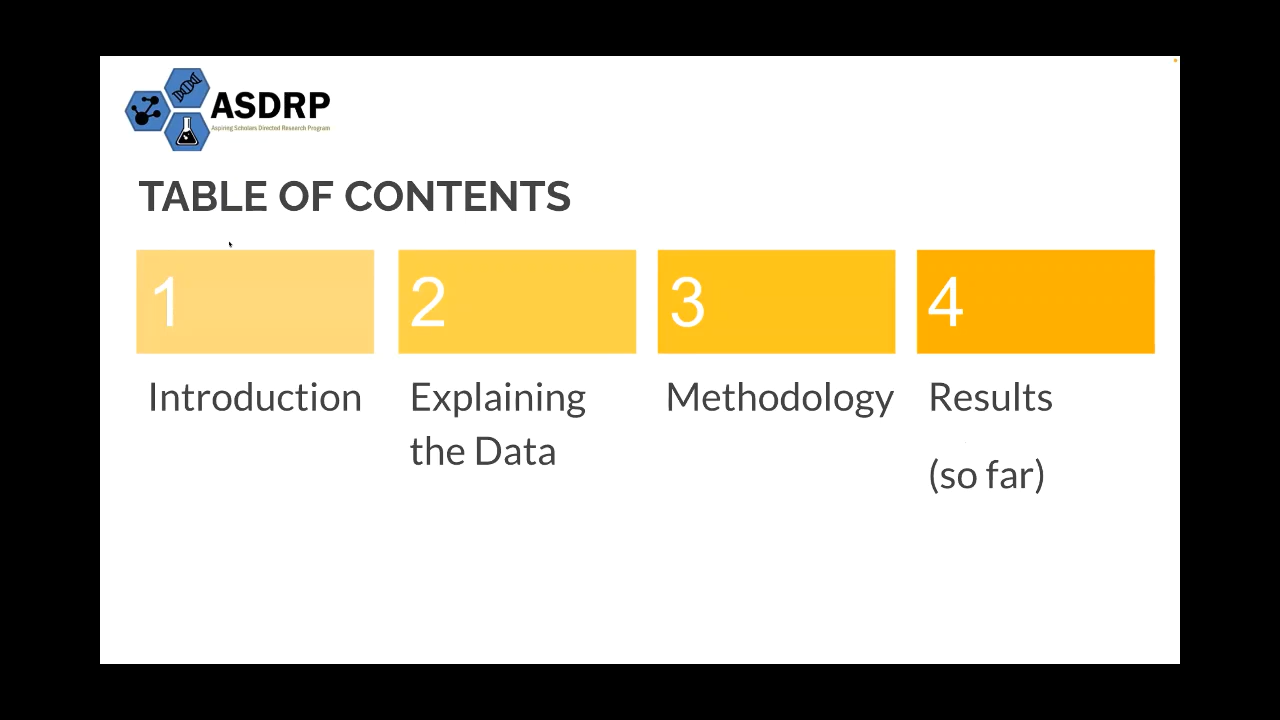 ASDRP
Aspiring Scholars Directed Research Program
TABLE OF CONTENTS
1
2
3
4
Introduction
Explaining
the Data
Methodology
Results
(so far)